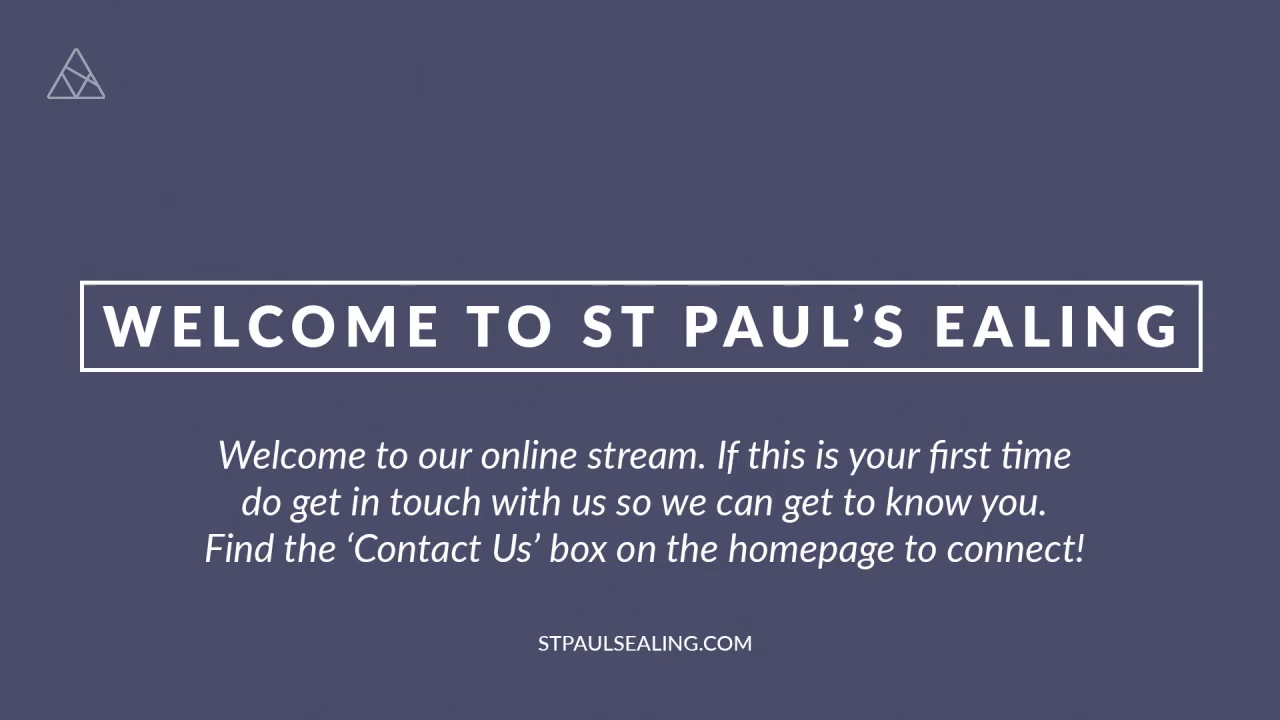 WELCOME TO ST PAUL’S EALING
Welcome to our online stream. If this is your first time
do get in touch with us so we can get to know you.
Find the ‘Contact Us’ box on the homepage to connect!
STPAULSEALING.COM